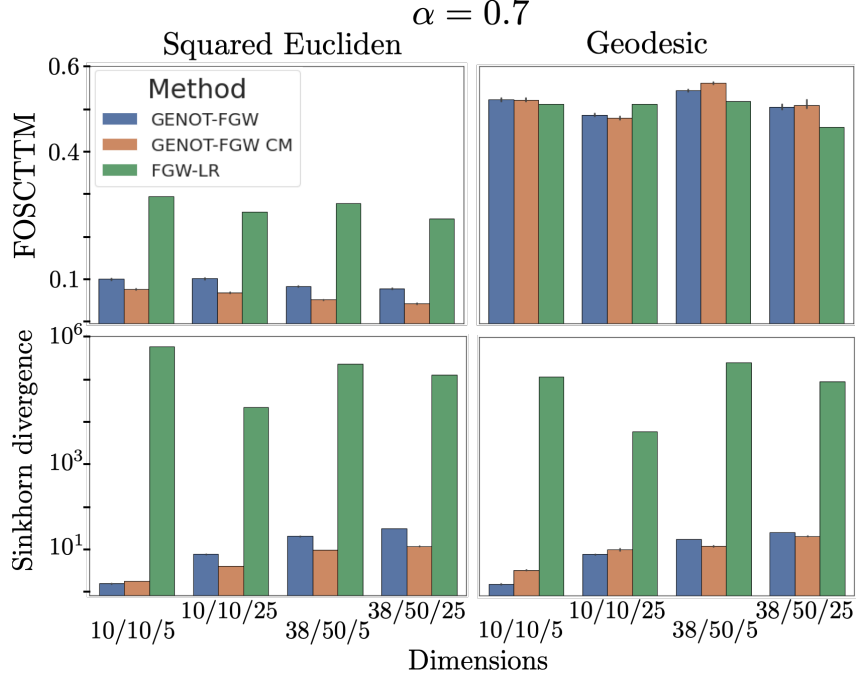 α = 0.7
Squared Eucliden
Geodesic
FOSCTTM
0.6
0.4
0.1
Method
GENOT-FGW
GENOT-FGW CM
FGW-LR
Sinkhorn divergence
10^6
10^3
10^1
10/10/5
10/10/25
38/50/5
38/50/25
10/10/5
10/10/25
38/50/5
38/50/25
Dimensions